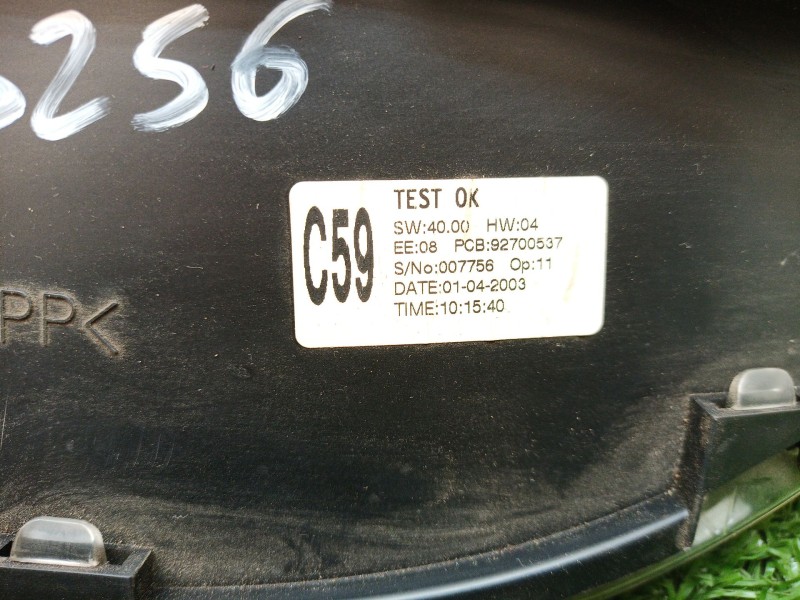 256
C59
TEST OK
SW:40.00 HW:04
EE:08 PCB:92700537
S/No:007756 Op:11
DATE:01-04-2003
TIME:10:15:40
PP<